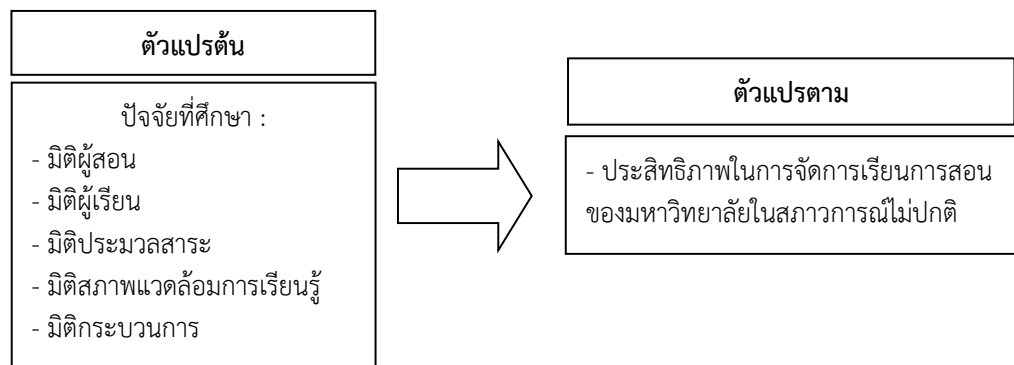 ตัวแปรต้น
ปัจจัยที่ศึกษา :
- มิติผู้สอน
- มิติผู้เรียน
- มิติประมวลสาระ
- มิติสภาพแวดล้อมการเรียนรู้
- มิติกระบวนการ
ตัวแปรตาม
- ประสิทธิภาพในการจัดการเรียนการสอน
ของมหาวิทยาลัยในสภาวการณ์ไม่ปกติ